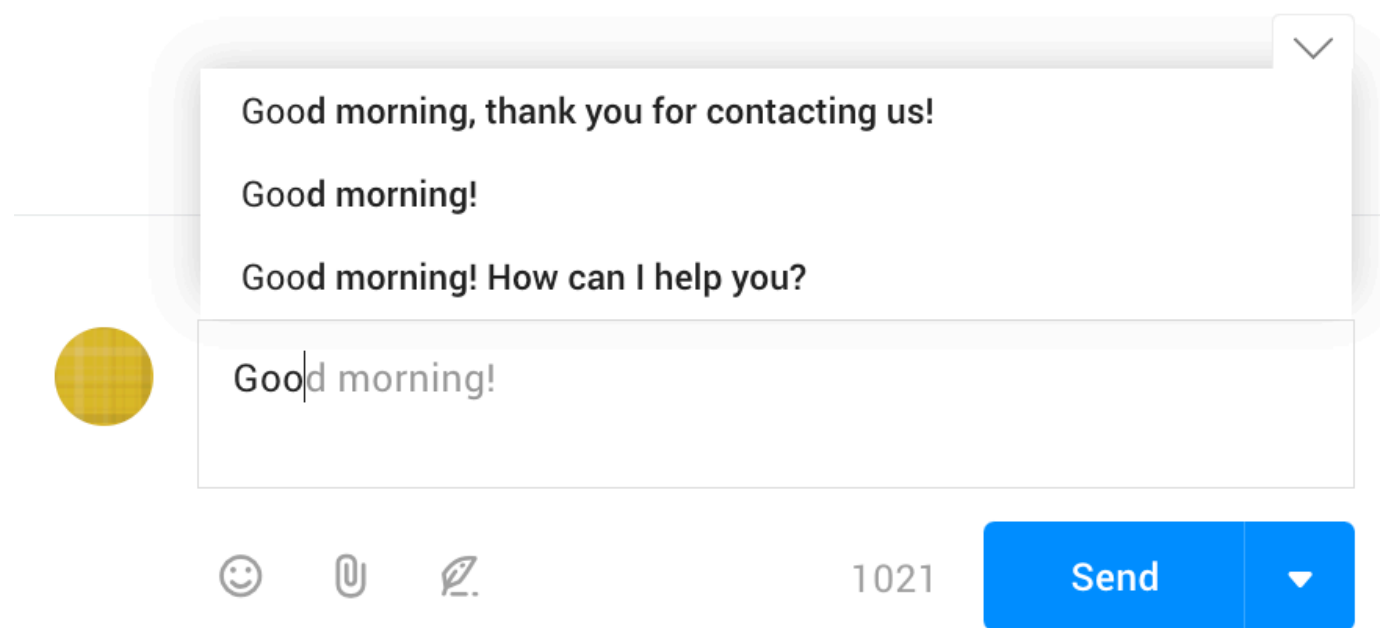 Good morning, thank you for contacting us!
Good morning!
Good morning! How can I help you?
Good morning!
1021 Send